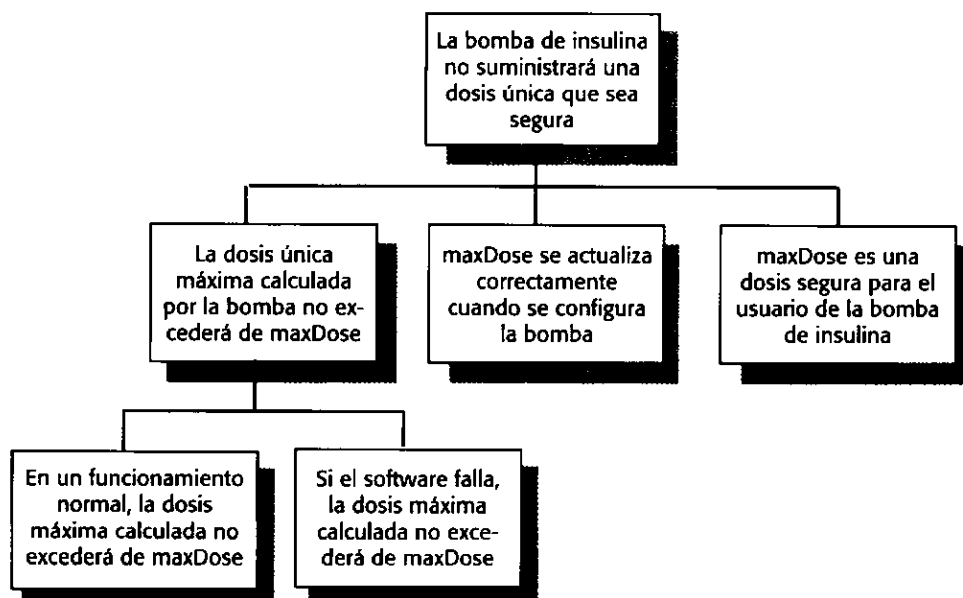 La bomba de insulina
no suministrará una
dosis única que sea
segura
La dosis única
máxima calculada
por la bomba no ex-
cederá de maxDose
maxDose se actualiza
correctamente
cuando se configura
la bomba
maxDose es una
dosis segura para el
usuario de la bomba
de insulina
En un funcionamiento
normal, la dosis
máxima calculada no
excederá de maxDose
Si el software falla,
la dosis máxima
calculada no exce-
derá de maxDose